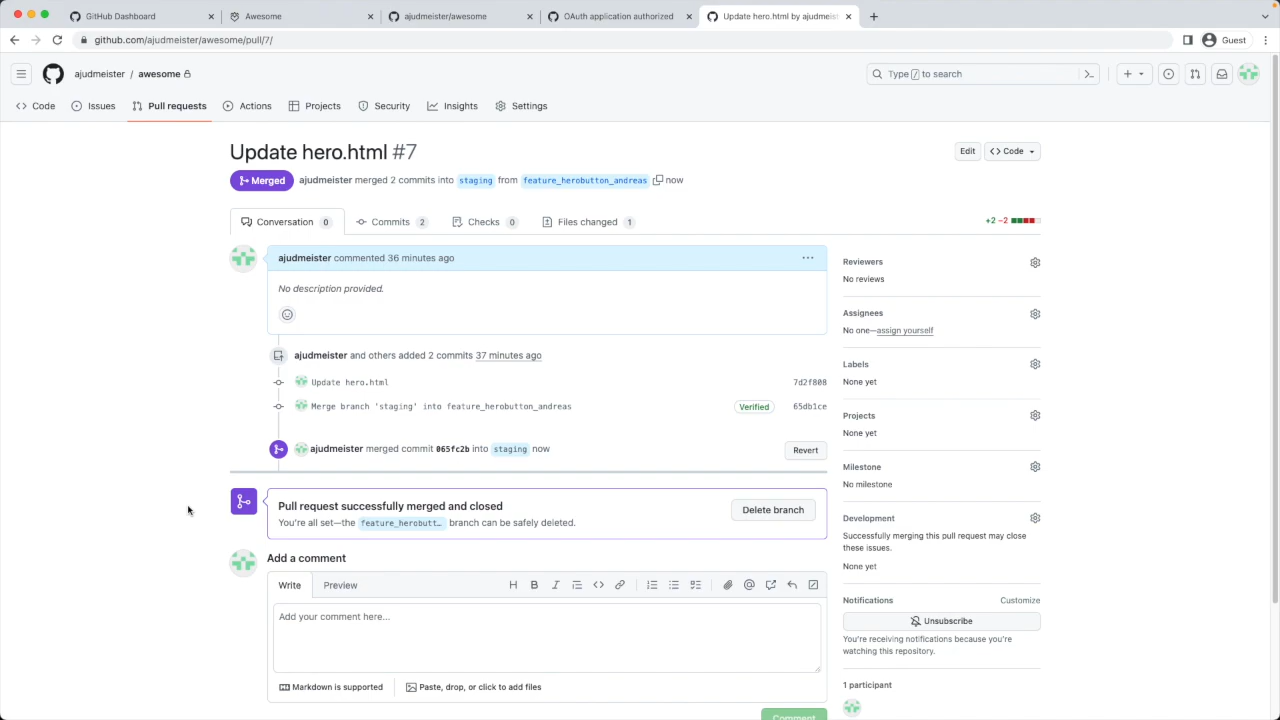 GitHub Dashboard
Awesome
ajudmeister/awesome
OAuth application authorized
Update hero.html by ajudmeist
github.com/ajudmeister/awesome/pull/7/
Guest
ajudmeister / awesome
Type / to search
Code
Issues
Pull requests
Actions
Projects
Security
Insights
Settings
Update hero.html #7
Edit
Code
Merged
ajudmeister merged 2 commits into staging from feature_herobutton_andreas now
Conversation 0
Commits 2
Checks 0
Files changed 1
+2 −2
ajudmeister commented 36 minutes ago
No description provided.
ajudmeister and others added 2 commits 37 minutes ago
Update hero.html
7d2f808
Merge branch 'staging' into feature_herobutton_andreas
Verified
65db1ce
ajudmeister merged commit 065fc2b into staging now
Revert
Pull request successfully merged and closed
You're all set—the feature_herobutt… branch can be safely deleted.
Delete branch
Add a comment
Write
Preview
Add your comment here...
Markdown is supported
Paste, drop, or click to add files
Comment
Reviewers
No reviews
Assignees
No one—assign yourself
Labels
None yet
Projects
None yet
Milestone
No milestone
Development
Successfully merging this pull request may close
these issues.
None yet
Notifications
Customize
Unsubscribe
You're receiving notifications because you're
watching this repository.
1 participant